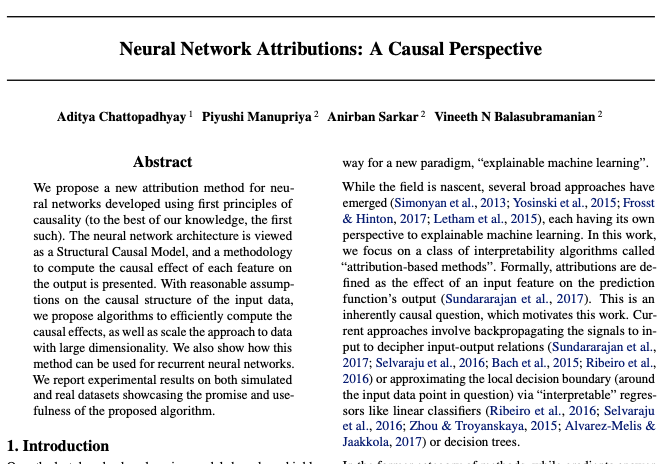 Neural Network Attributions: A Causal Perspective
Aditya Chattopadhyay 1 Piyushi Manupriya 2 Anirban Sarkar 2 Vineeth N Balasubramanian 2
Abstract
We propose a new attribution method for neu-
ral networks developed using first principles of
causality (to the best of our knowledge, the first
such). The neural network architecture is viewed
as a Structural Causal Model, and a methodology
to compute the causal effect of each feature on
the output is presented. With reasonable assump-
tions on the causal structure of the input data,
we propose algorithms to efficiently compute the
causal effects, as well as scale the approach to data
with large dimensionality. We also show how this
method can be used for recurrent neural networks.
We report experimental results on both simulated
and real datasets showcasing the promise and use-
fulness of the proposed algorithm.
1. Introduction
way for a new paradigm, “explainable machine learning”.
While the field is nascent, several broad approaches have
emerged (Simonyan et al., 2013; Yosinski et al., 2015; Frosst
& Hinton, 2017; Letham et al., 2015), each having its own
perspective to explainable machine learning. In this work,
we focus on a class of interpretability algorithms called
“attribution-based methods”. Formally, attributions are de-
fined as the effect of an input feature on the prediction
function’s output (Sundararajan et al., 2017). This is an
inherently causal question, which motivates this work. Cur-
rent approaches involve backpropagating the signals to in-
put to decipher input-output relations (Sundararajan et al.,
2017; Selvaraju et al., 2016; Bach et al., 2015; Ribeiro et al.,
2016) or approximating the local decision boundary (around
the input data point in question) via “interpretable” regres-
sors like linear classifiers (Ribeiro et al., 2016; Selvaraju
et al., 2016; Zhou & Troyanskaya, 2015; Alvarez-Melis &
Jaakkola, 2017) or decision trees.